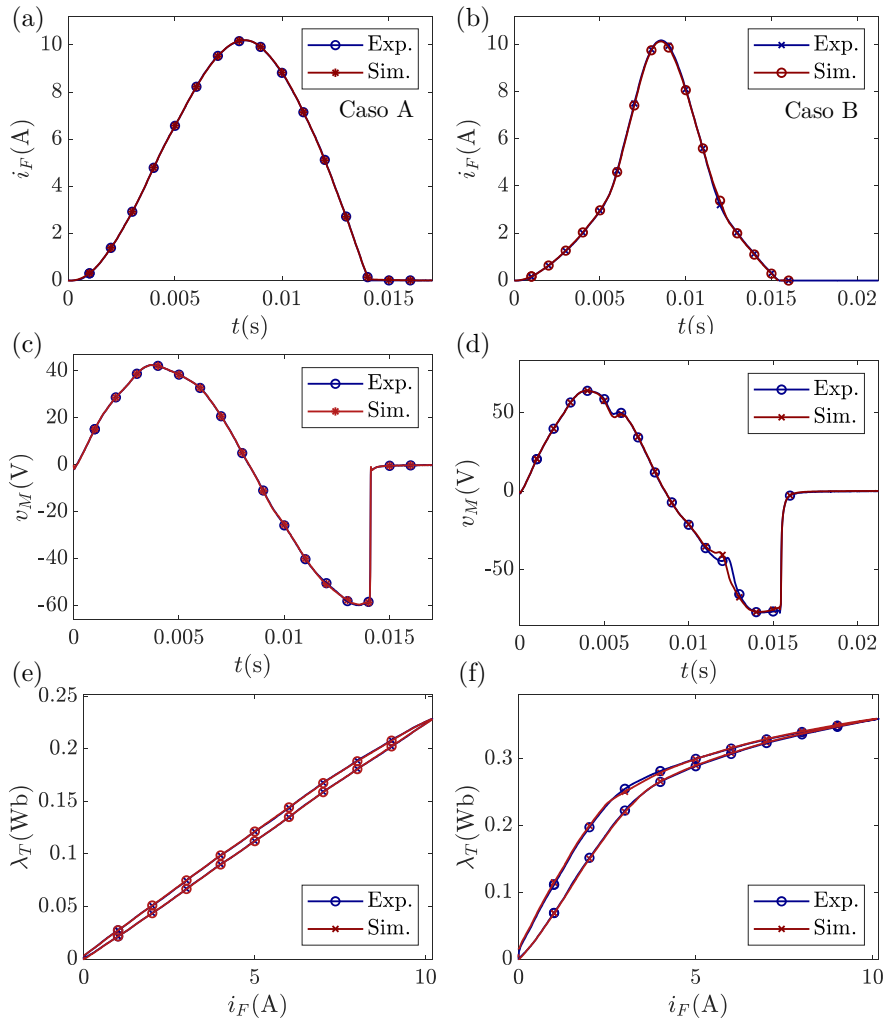 (a)
10
8
6
4
2
0
i_F(A)
Exp.
Sim.
Caso A
0
0.005
0.01
0.015
t(s)
(b)
10
8
6
4
2
0
i_F(A)
Exp.
Sim.
Caso B
0
0.005
0.01
0.015
0.02
t(s)
(c)
40
20
0
-20
-40
-60
v_M(V)
Exp.
Sim.
0
0.005
0.01
0.015
t(s)
(d)
50
0
-50
v_M(V)
Exp.
Sim.
0
0.005
0.01
0.015
0.02
t(s)
(e)
0.25
0.2
0.15
0.1
0.05
0
λ_T(Wb)
Exp.
Sim.
0
5
10
i_F(A)
(f)
0.3
0.2
0.1
0
λ_T(Wb)
Exp.
Sim.
0
5
10
i_F(A)